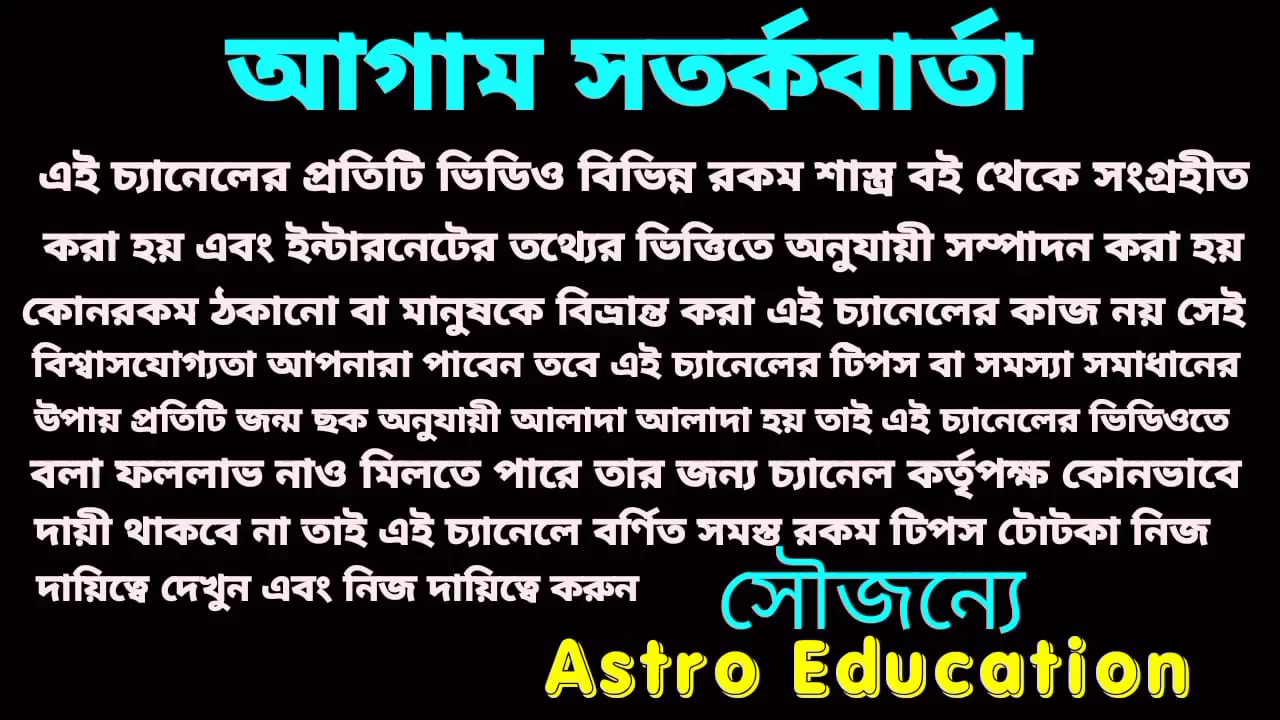 আগাম সতর্কবার্তা
এই চ্যানেলের প্রতিটি ভিডিও বিভিন্ন রকম শাস্ত্র বই থেকে সংগ্রহীত
করা হয় এবং ইন্টারনেটের তথ্যের ভিত্তিতে অনুযায়ী সম্পাদন করা হয়
কোনরকম ঠকানো বা মানুষকে বিভ্রান্ত করা এই চ্যানেলের কাজ নয় সেই
বিশ্বাসযোগ্যতা আপনারা পাবেন তবে এই চ্যানেলের টিপস বা সমস্যা সমাধানের
উপায় প্রতিটি জন্ম ছক অনুযায়ী আলাদা আলাদা হয় তাই এই চ্যানেলের ভিডিওতে
বলা ফললাভ নাও মিলতে পারে তার জন্য চ্যানেল কর্তৃপক্ষ কোনভাবে
দায়ী থাকবে না তাই এই চ্যানেলে বর্ণিত সমস্ত রকম টিপস টোটকা নিজ
দায়িত্বে দেখুন এবং নিজ দায়িত্বে করুন
সৌজন্যে
Astro Education